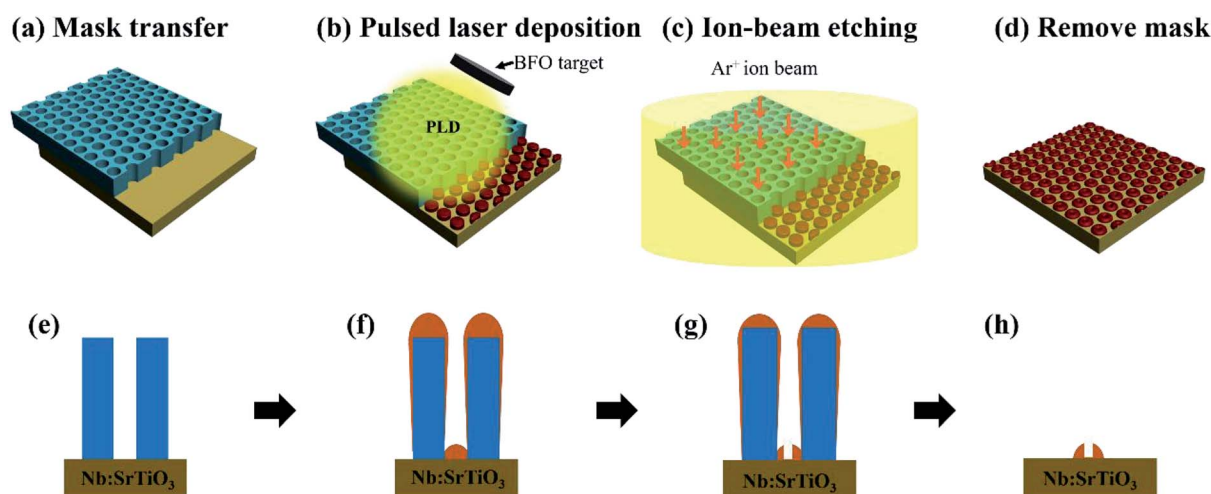 (a) Mask transfer
(b) Pulsed laser deposition
(c) Ion-beam etching
(d) Remove mask
BFO target
PLD
Ar⁺ ion beam
(e)
(f)
(g)
(h)
Nb:SrTiO₃
Nb:SrTiO₃
Nb:SrTiO₃
Nb:SrTiO₃